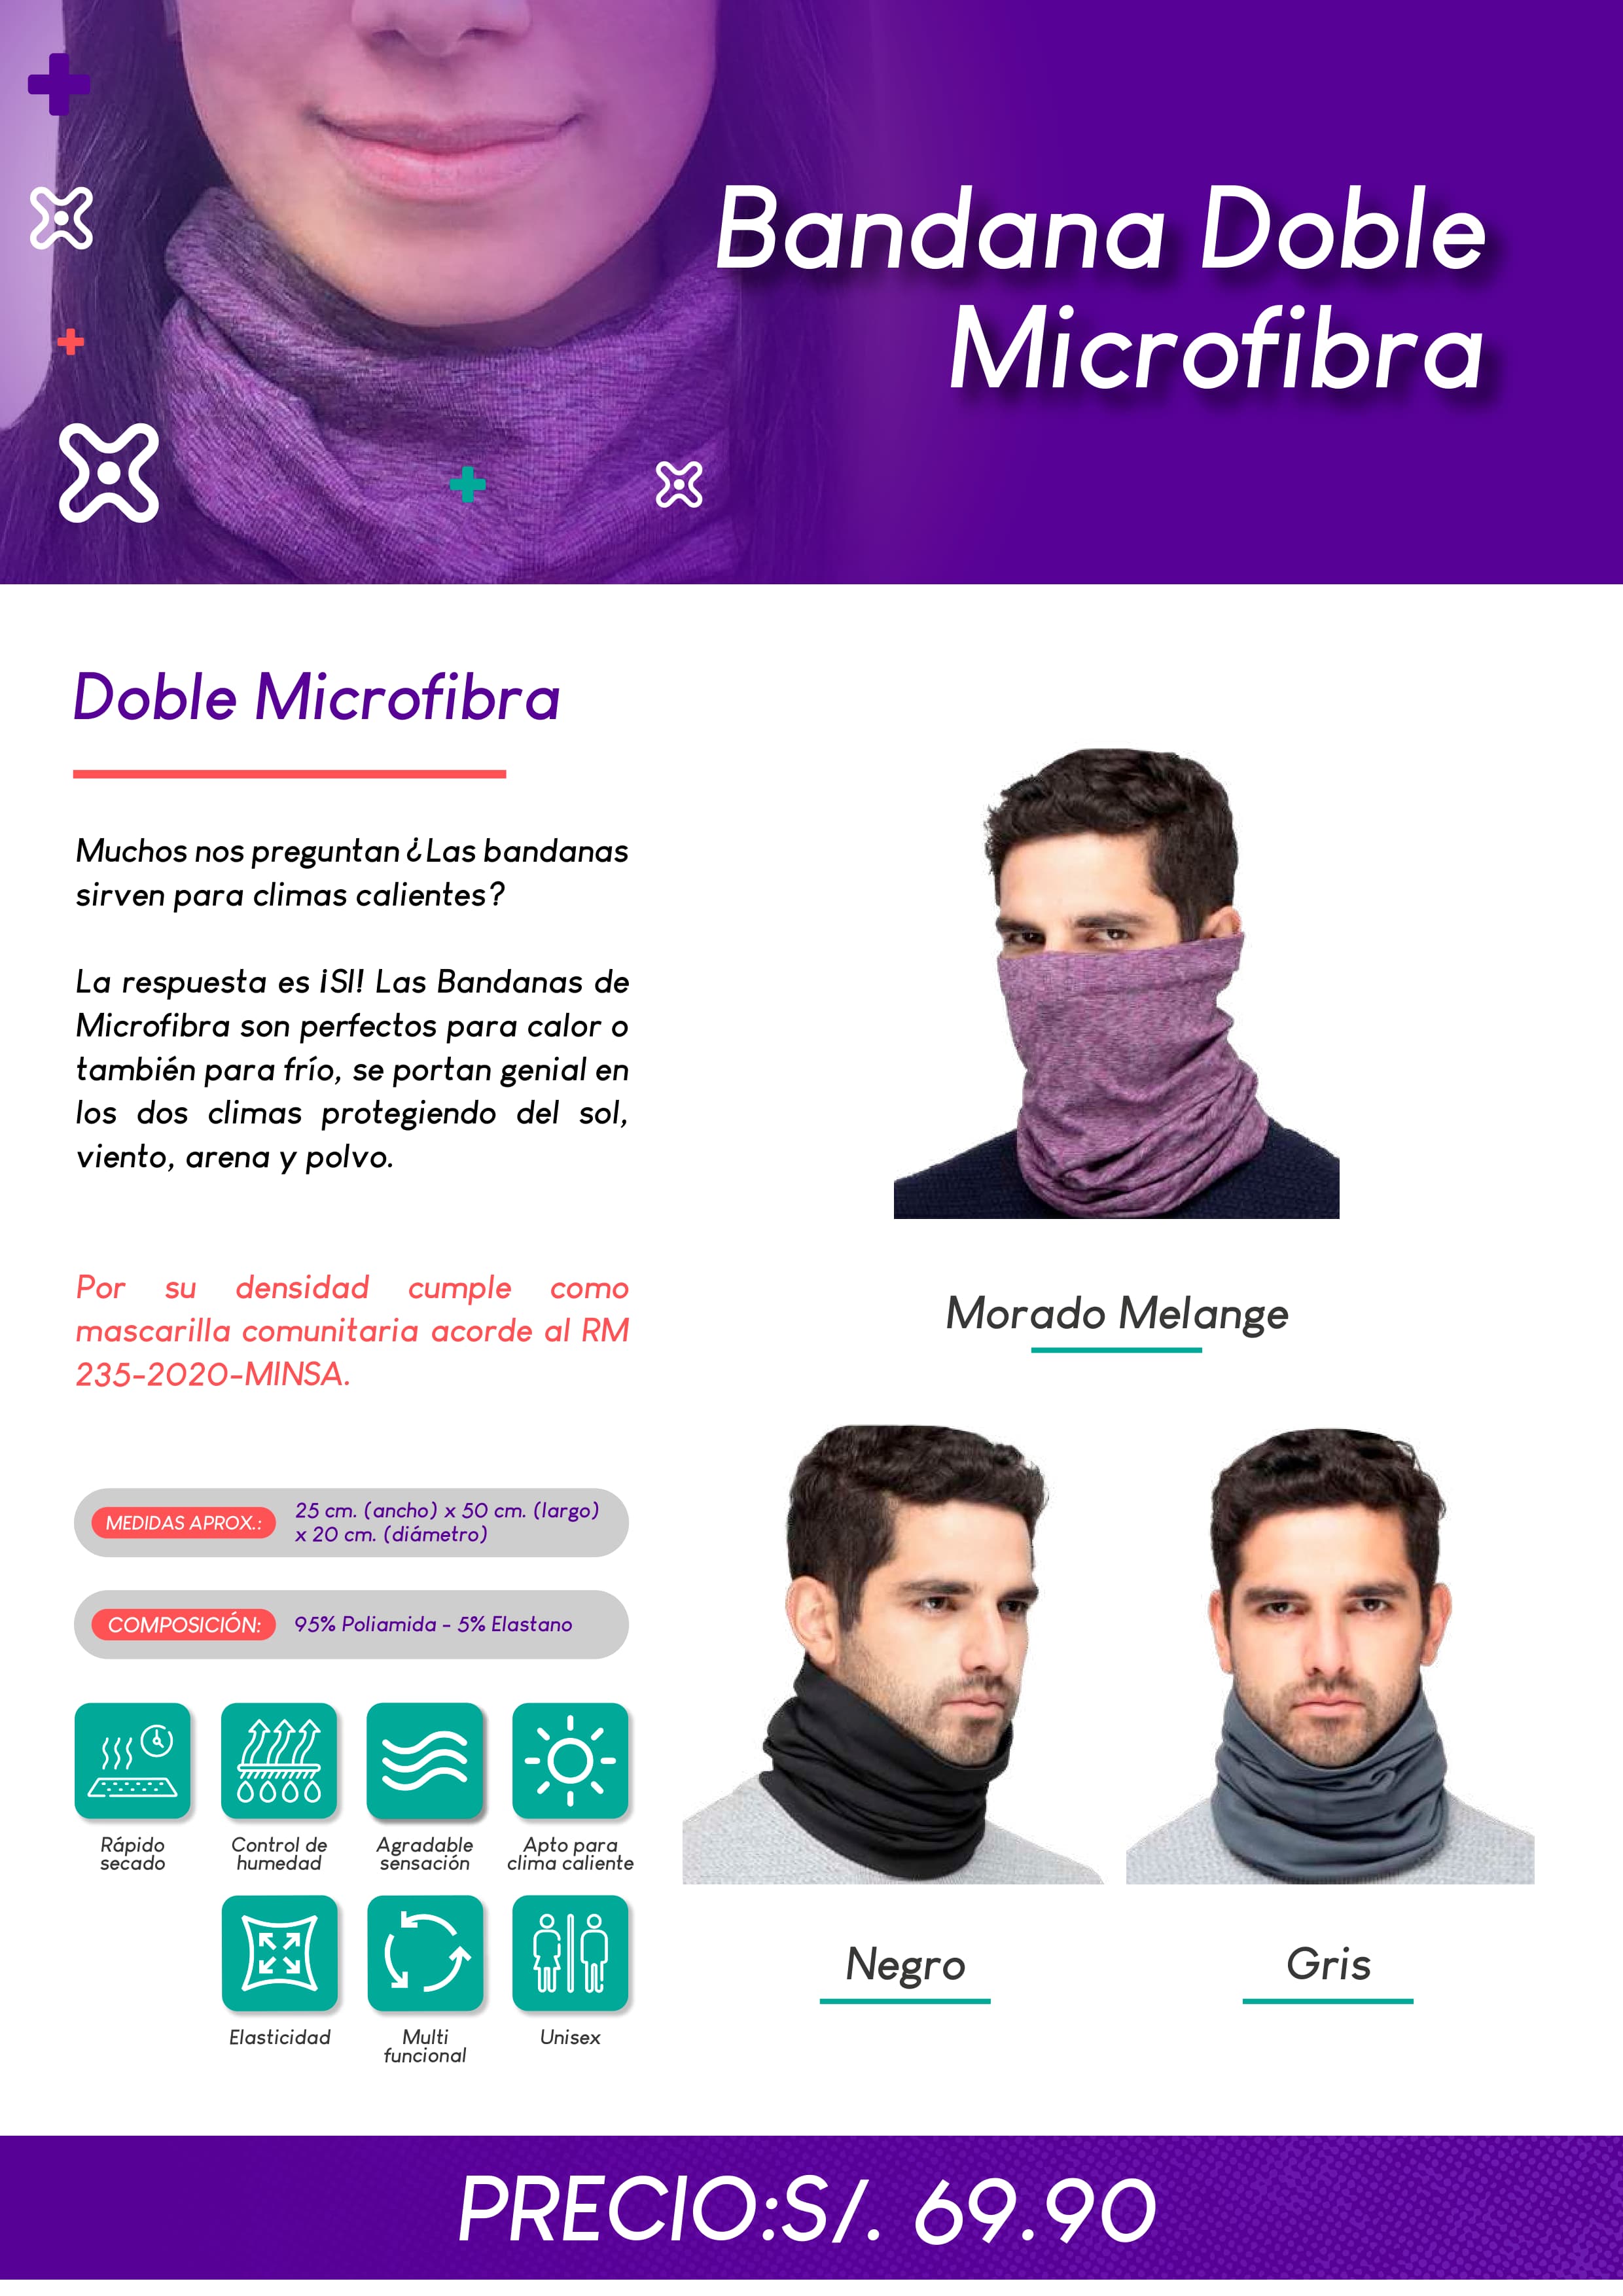 Bandana Doble
Microfibra
Doble Microfibra
Muchos nos preguntan ¿Las bandanas
sirven para climas calientes?
La respuesta es ¡SI! Las Bandanas de
Microfibra son perfectos para calor o
también para frío, se portan genial en
los dos climas protegiendo del sol,
viento, arena y polvo.
Por su densidad cumple como
mascarilla comunitaria acorde al RM
235-2020-MINSA.
MEDIDAS APROX.: 25 cm. (ancho) x 50 cm. (largo)
x 20 cm. (diámetro)
COMPOSICIÓN: 95% Poliamida - 5% Elastano
Rápido
secado
Control de
humedad
Agradable
sensación
Apto para
clima caliente
Elasticidad
Multi
funcional
Unisex
Morado Melange
Negro
Gris
PRECIO:S/. 69.90